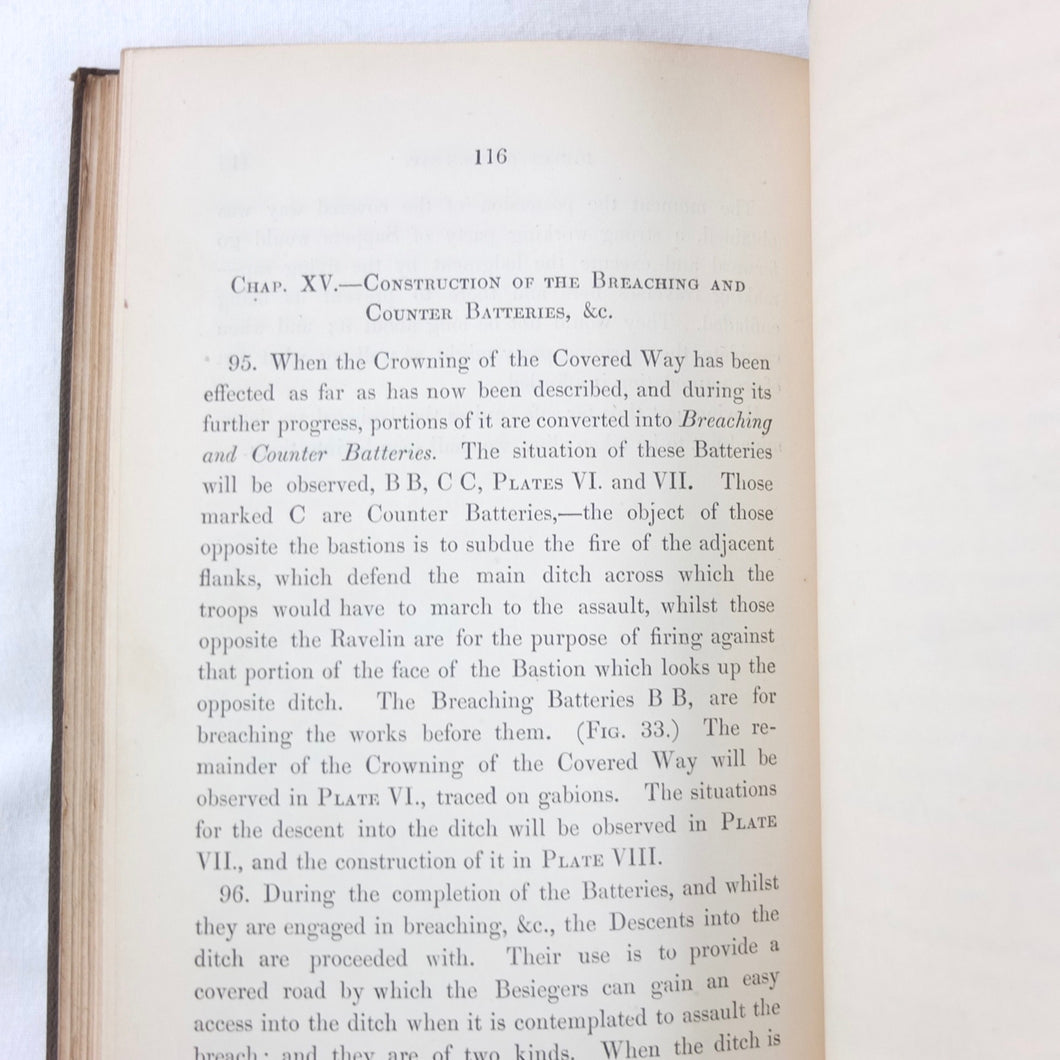 116
CHAP. XV.—CONSTRUCTION OF THE BREACHING AND
COUNTER BATTERIES, &c.
95. When the Crowning of the Covered Way has been
effected as far as has now been described, and during its
further progress, portions of it are converted into Breaching
and Counter Batteries. The situation of these Batteries
will be observed, B B, C C, PLATES VI. and VII. Those
marked C are Counter Batteries,—the object of those
opposite the bastions is to subdue the fire of the adjacent
flanks, which defend the main ditch across which the
troops would have to march to the assault, whilst those
opposite the Ravelin are for the purpose of firing against
that portion of the face of the Bastion which looks up the
opposite ditch. The Breaching Batteries B B, are for
breaching the works before them. (FIG. 33.) The re-
mainder of the Crowning of the Covered Way will be
observed in PLATE VI., traced on gabions. The situations
for the descent into the ditch will be observed in PLATE
VII., and the construction of it in PLATE VIII.
96. During the completion of the Batteries, and whilst
they are engaged in breaching, &c., the Descents into the
ditch are proceeded with. Their use is to provide a
covered road by which the Besiegers can gain an easy
access into the ditch when it is contemplated to assault the
breach; and they are of two kinds. When the ditch is